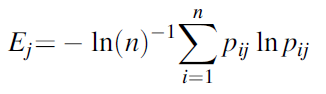 E_j = − ln(n)^{−1} ∑_{i=1}^{n} p_{ij} ln p_{ij}